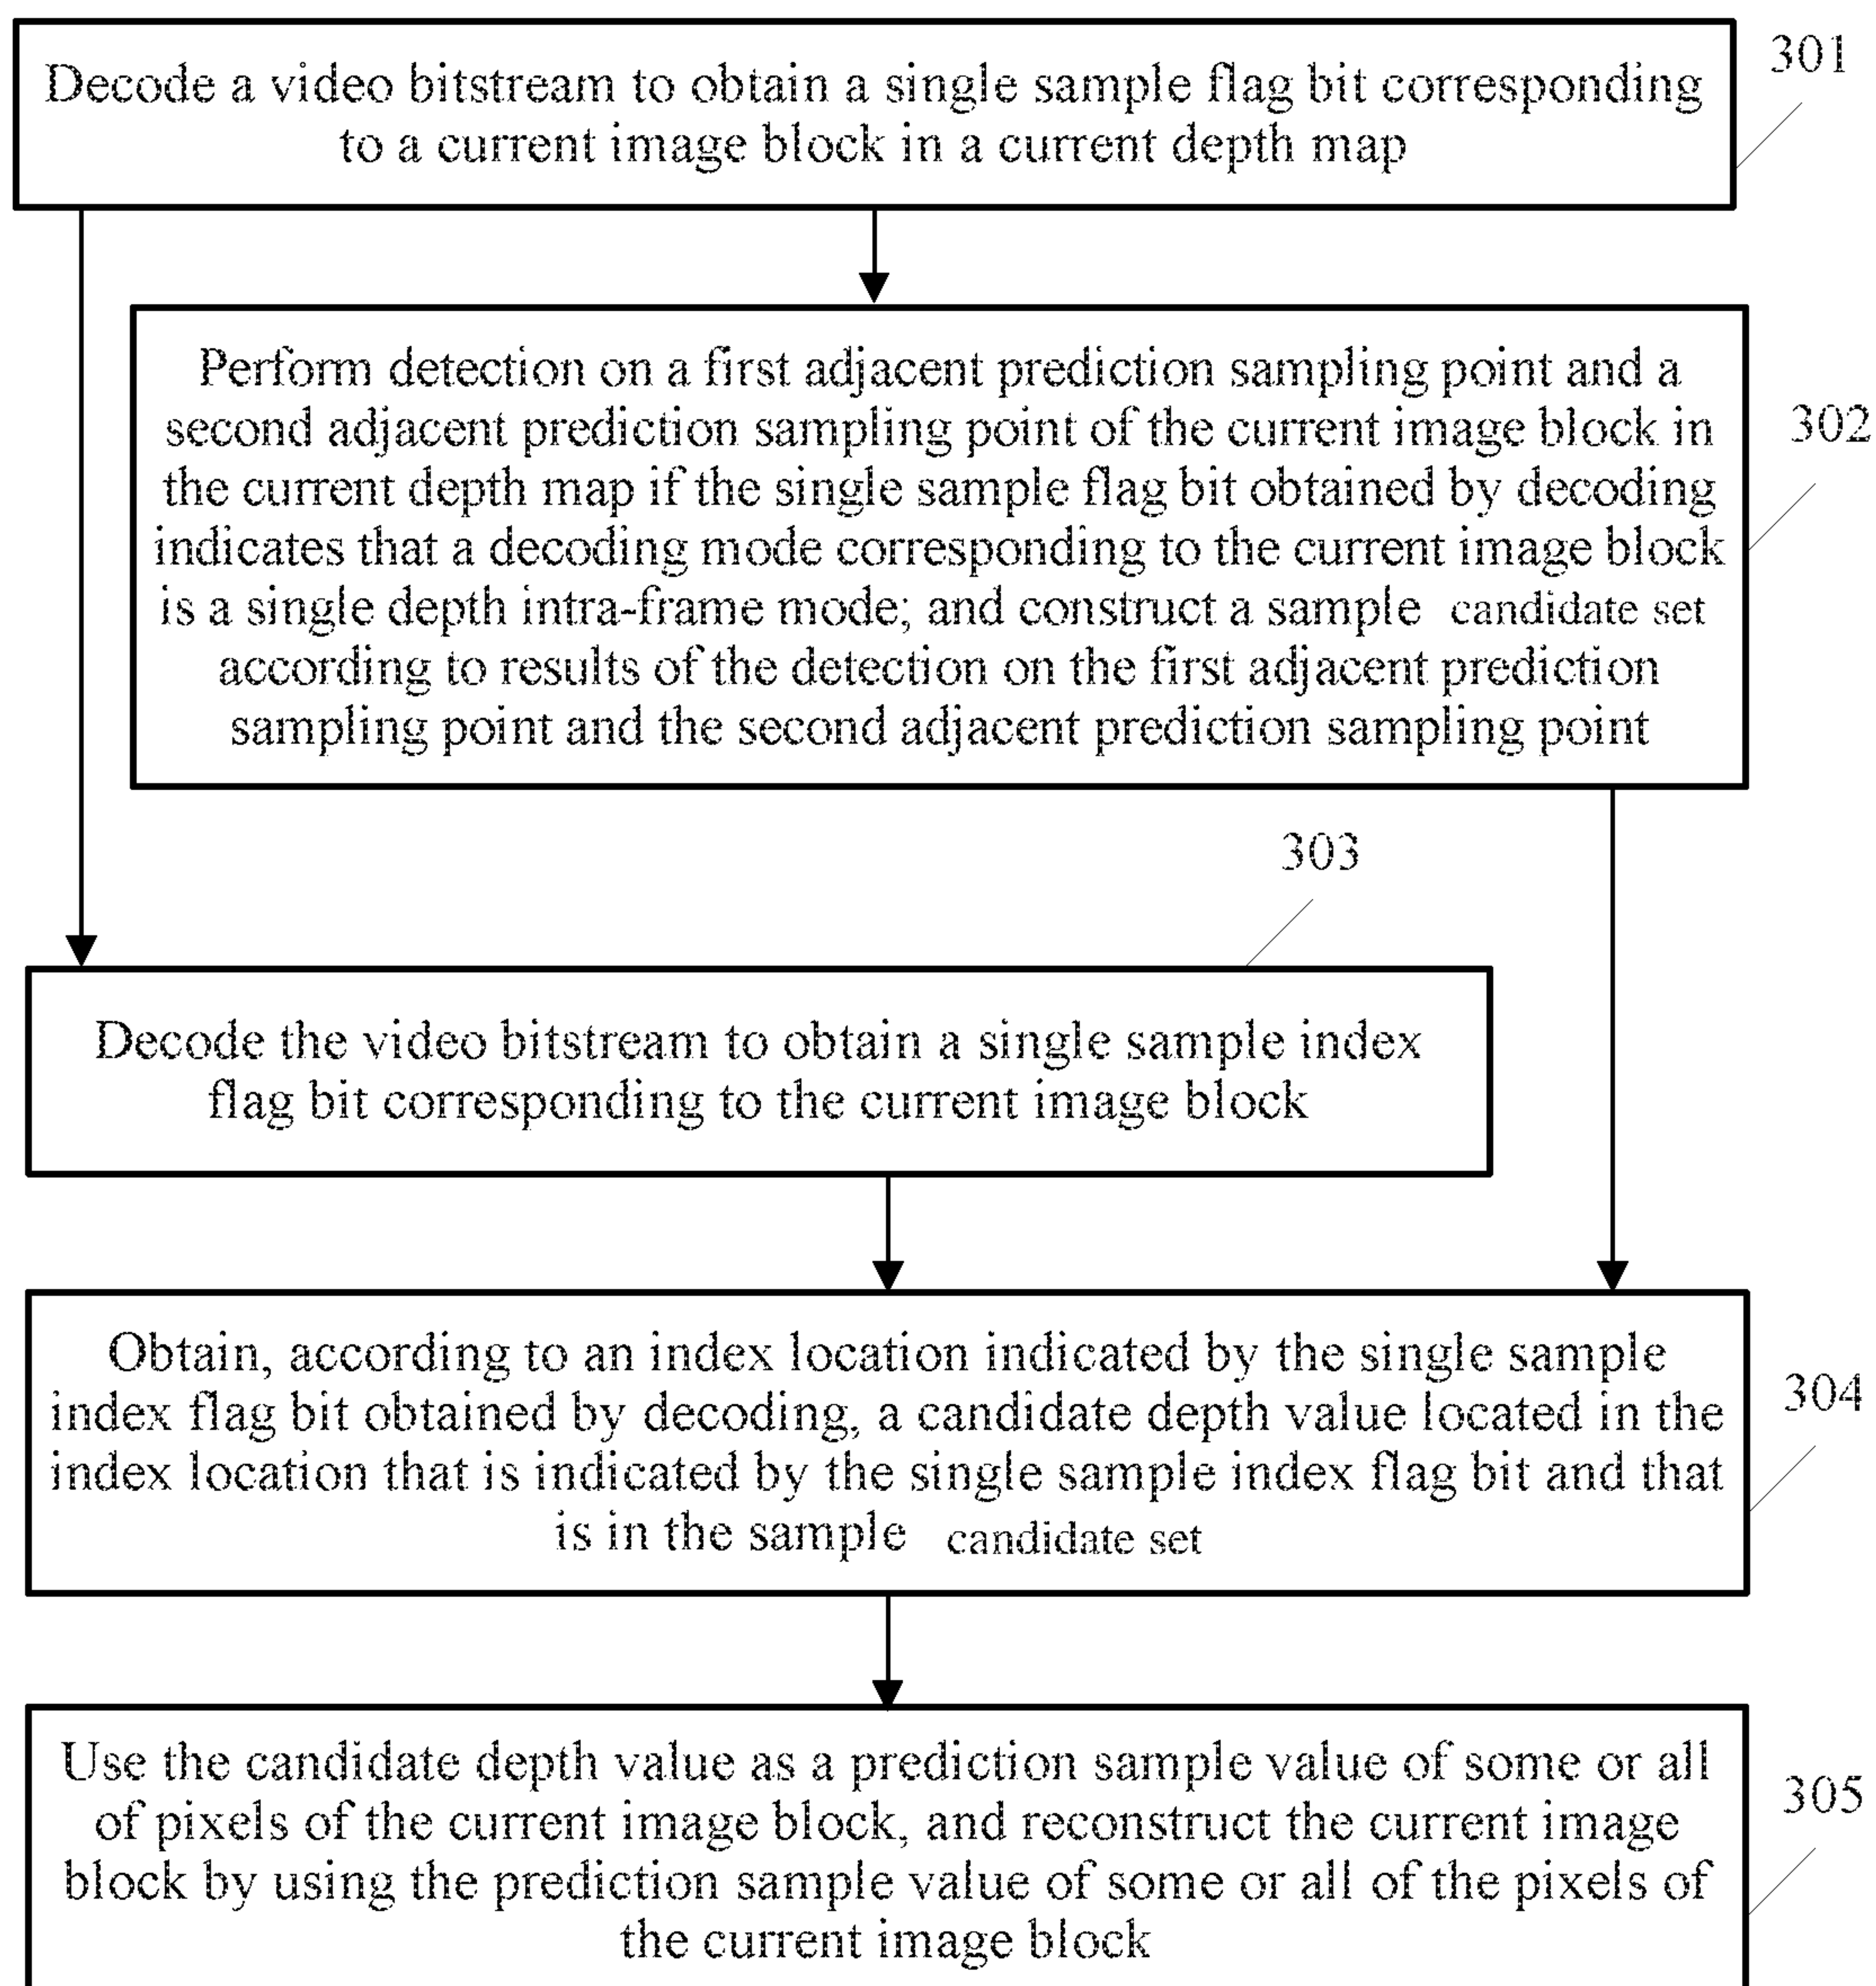 301
Decode a video bitstream to obtain a single sample flag bit corresponding
to a current image block in a current depth map
Perform detection on a first adjacent prediction sampling point and a
second adjacent prediction sampling point of the current image block in
302
the current depth map if the single sample flag bit obtained by decoding
indicates that a decoding mode corresponding to the current image block
is a single depth intra-frame mode; and construct a sample candidate set
according to results of the detection on the first adjacent prediction
sampling point and the second adjacent prediction sampling point
303
Decode the video bitstream to obtain a single sample index
flag bit corresponding to the current image block
Obtain, according to an index location indicated by the single sample
304
index flag bit obtained by decoding, a candidate depth value located in the
index location that is indicated by the single sample index flag bit and that
is in the sample candidate set
Use the candidate depth value as a prediction sample value of some or all
305
of pixels of the current image block, and reconstruct the current image
block by using the prediction sample value of some or all of the pixels of
the current image block